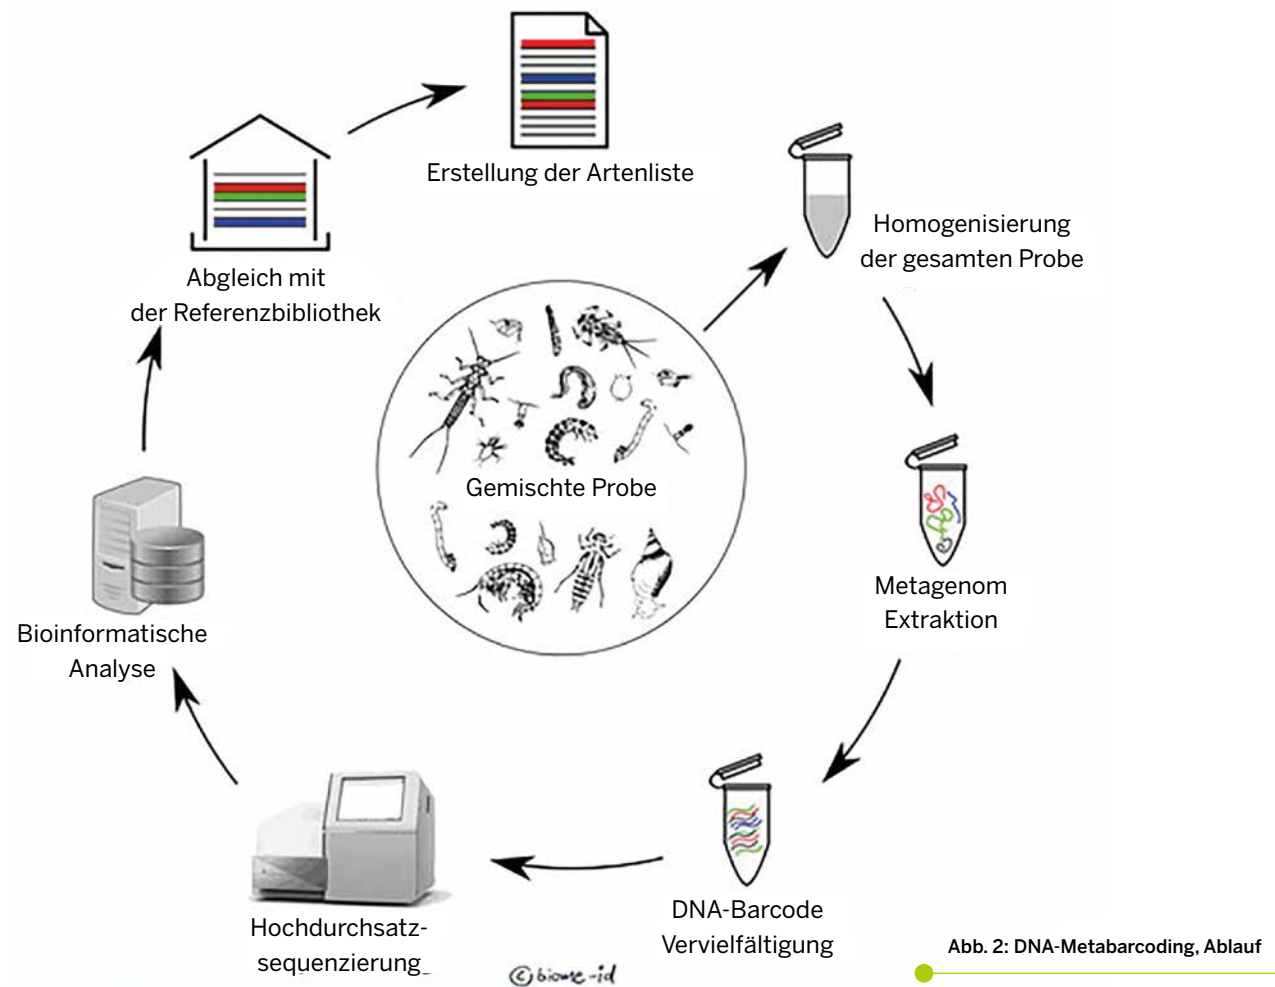 Erstellung der Artenliste
Homogenisierung
der gesamten Probe
Abgleich mit
der Referenzbibliothek
Gemischte Probe
Metagenom
Extraktion
Bioinformatische
Analyse
DNA-Barcode
Vervielfältigung
Hochdurchsatz-
sequenzierung
Abb. 2: DNA-Metabarcoding, Ablauf
©biome-id